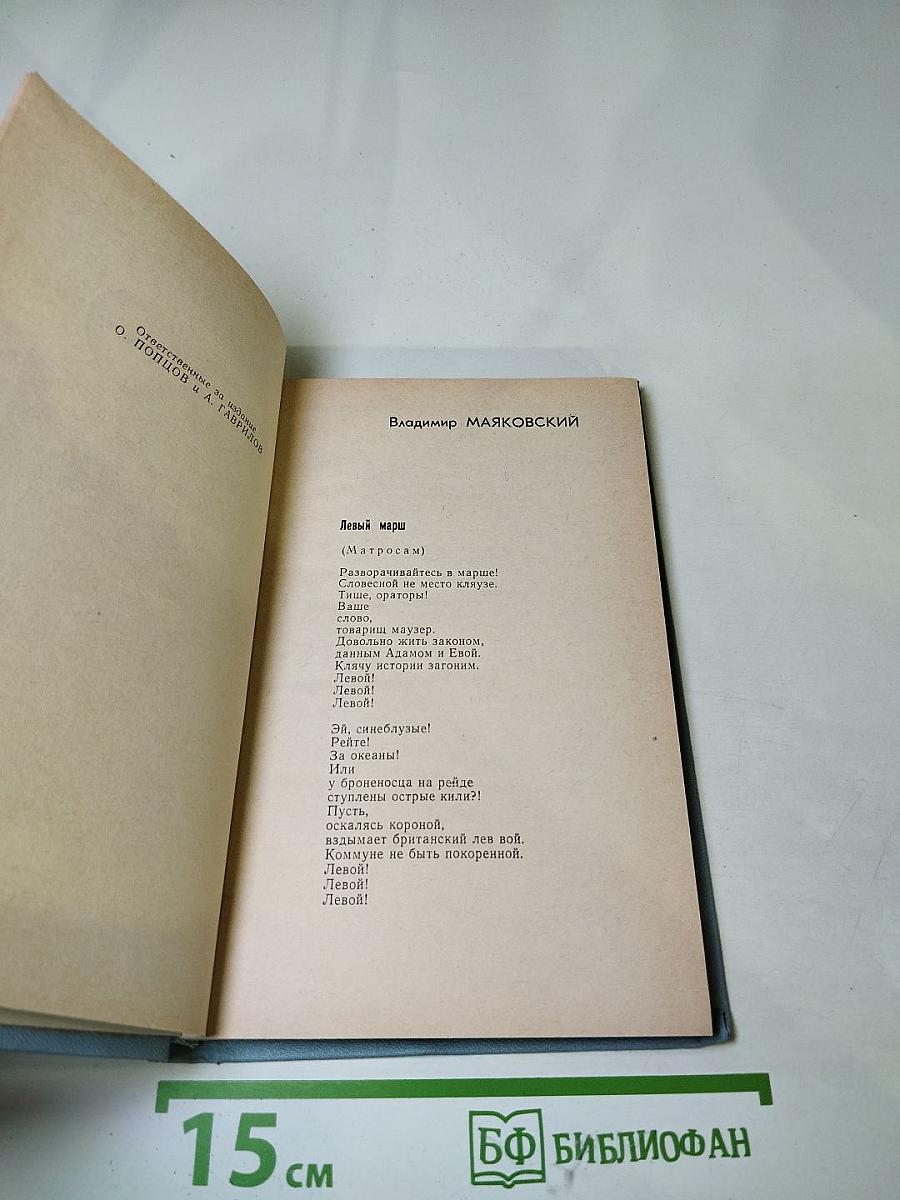 Ответственные за издание
О. ПОПЦОВ и А. ГАВРИЛОВ
Владимир МАЯКОВСКИЙ
Левый марш
(Матросам)
Разворачивайтесь в марше!
Словесной не место кляузе.
Тише, ораторы!
Ваше
слово,
товарищ маузер.
Довольно жить законом,
данным Адамом и Евой.
Клячу истории загоним.
Левой!
Левой!
Левой!
Эй, синеблузые!
Рейте!
За океаны!
Или
у броненосца на рейде
ступлены острые кили?!
Пусть,
оскалясь короной,
вздымает британский лев вой.
Коммуне не быть покоренной.
Левой!
Левой!
Левой!
15 см
БФ БИБЛИОФАН